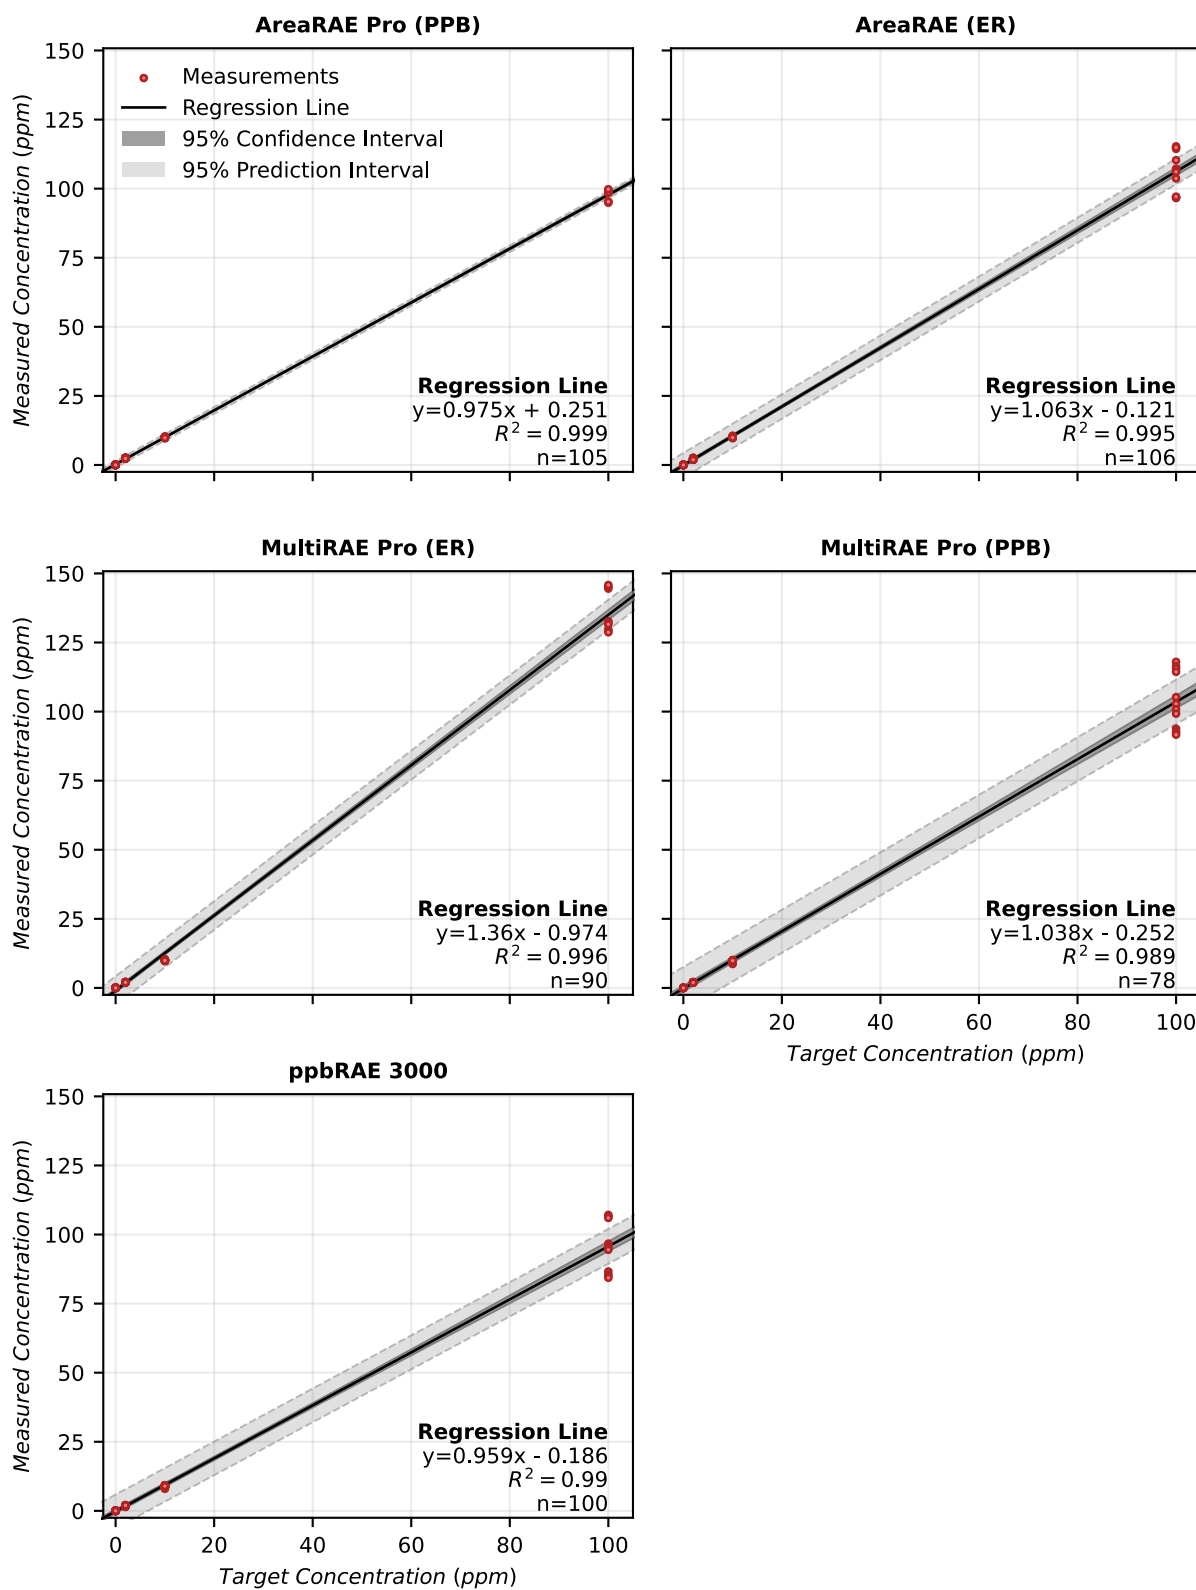 AreaRAE Pro (PPB)
150
125
100
75
50
25
0
Measured Concentration (ppm)
Measurements
Regression Line
95% Confidence Interval
95% Prediction Interval
Regression Line
y=0.975x + 0.251
R² = 0.999
n=105
AreaRAE (ER)
Regression Line
y=1.063x - 0.121
R² = 0.995
n=106
MultiRAE Pro (ER)
150
125
100
75
50
25
0
Measured Concentration (ppm)
Regression Line
y=1.36x - 0.974
R² = 0.996
n=90
MultiRAE Pro (PPB)
Regression Line
y=1.038x - 0.252
R² = 0.989
n=78
0 20 40 60 80 100
Target Concentration (ppm)
ppbRAE 3000
150
125
100
75
50
25
0
Measured Concentration (ppm)
Regression Line
y=0.959x - 0.186
R² = 0.99
n=100
0 20 40 60 80 100
Target Concentration (ppm)